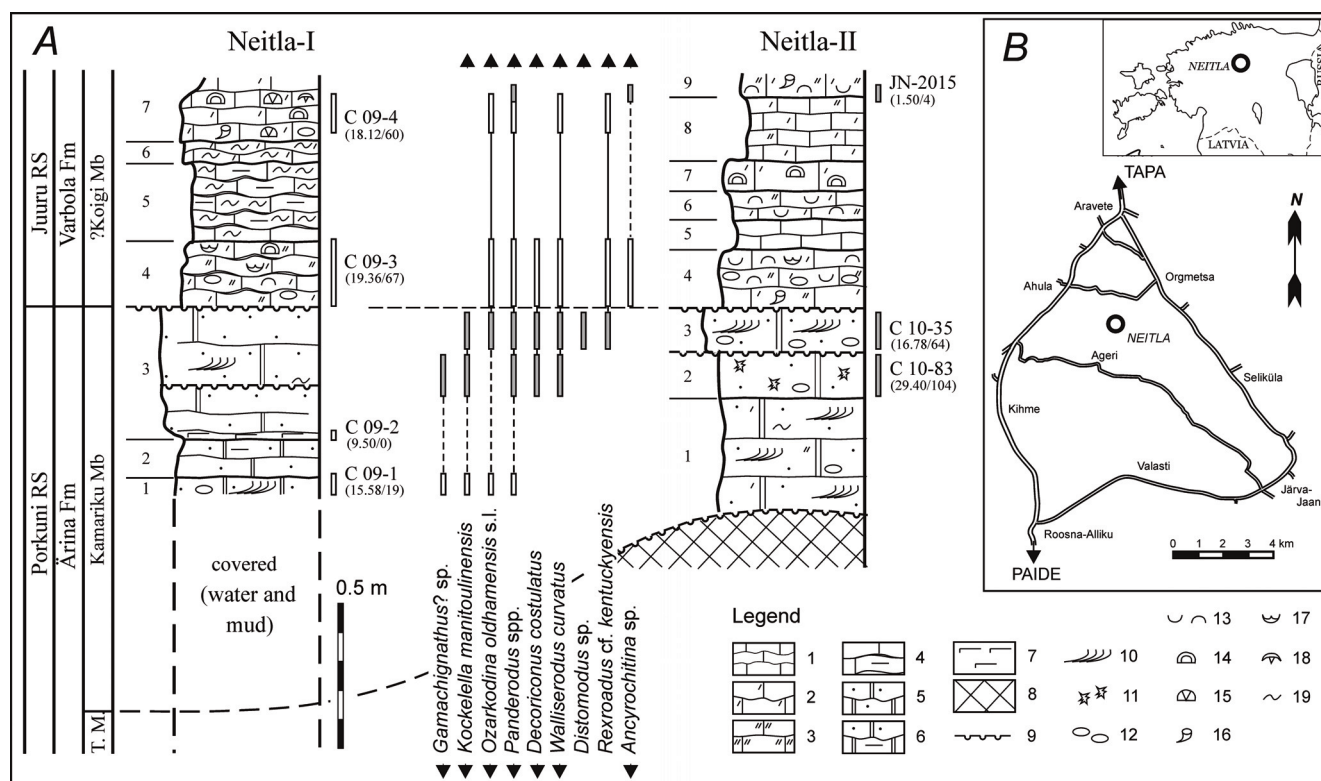 A
Neitla-I
Neitla-II
B
Juuru RS
Varbola Fm
?Koigi Mb
Porkuni RS
Ärina Fm
Kamariku Mb
T. M.
7
6
5
4
3
2
1
C 09-4
(18.12/60)
C 09-3
(19.36/67)
C 09-2
(9.50/0)
C 09-1
(15.58/19)
covered
(water and
mud)
0.5 m
Gamachignathus? sp.
Kockelella manitoulinensis
Ozarkodina oldhamensis s.l.
Panderodus spp.
Decoriconus costulatus
Walliserodus curvatus
Distomodus sp.
Rexroadus cf. kentuckyensis
Ancyrochitina sp.
9
8
7
6
5
4
3
2
1
JN-2015
(1.50/4)
C 10-35
(16.78/64)
C 10-83
(29.40/104)
NEITLA
RUSSIA
LATVIA
TAPA
Aravete
N
Ahula
Orgmetsa
NEITLA
Ageri
Seliküla
Kihme
Valasti
Järva-
Jaani
Roosna-Alliku
0 1 2 3 4 km
PAIDE
Legend
1
2
3
4
5
6
7
8
9
10
11
12
13
14
15
16
17
18
19